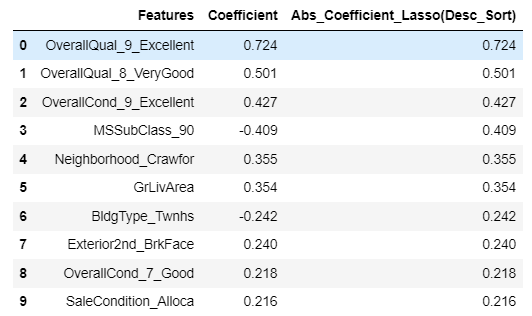 Features Coefficient Abs_Coefficient_Lasso(Desc_Sort)
0 OverallQual_9_Excellent 0.724 0.724
1 OverallQual_8_VeryGood 0.501 0.501
2 OverallCond_9_Excellent 0.427 0.427
3 MSSubClass_90 -0.409 0.409
4 Neighborhood_Crawfor 0.355 0.355
5 GrLivArea 0.354 0.354
6 BldgType_Twnhs -0.242 0.242
7 Exterior2nd_BrkFace 0.240 0.240
8 OverallCond_7_Good 0.218 0.218
9 SaleCondition_Alloca 0.216 0.216